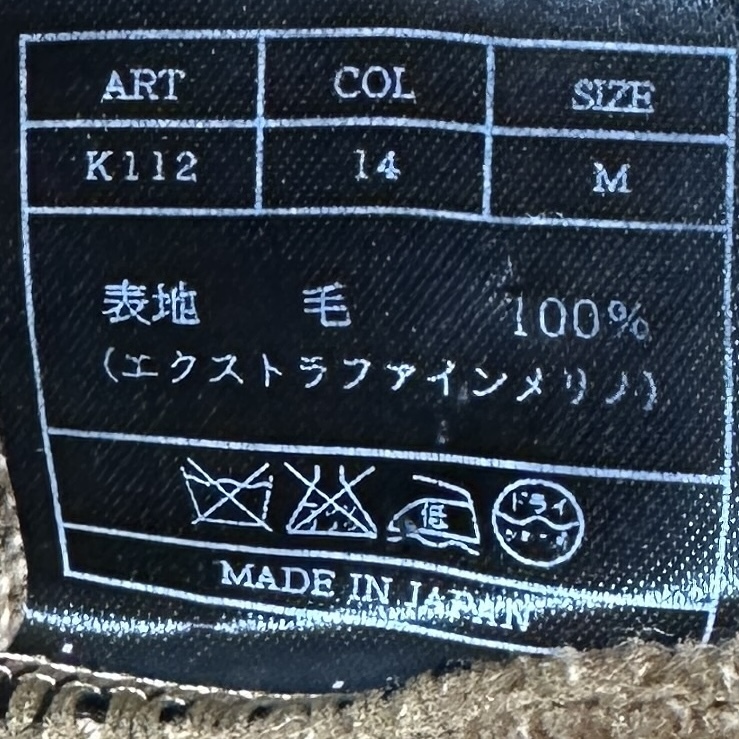 ART COL SIZE
K112 14 M
表地 毛 100%
(エクストラファインメリノ)
低 ドライ
MADE IN JAPAN